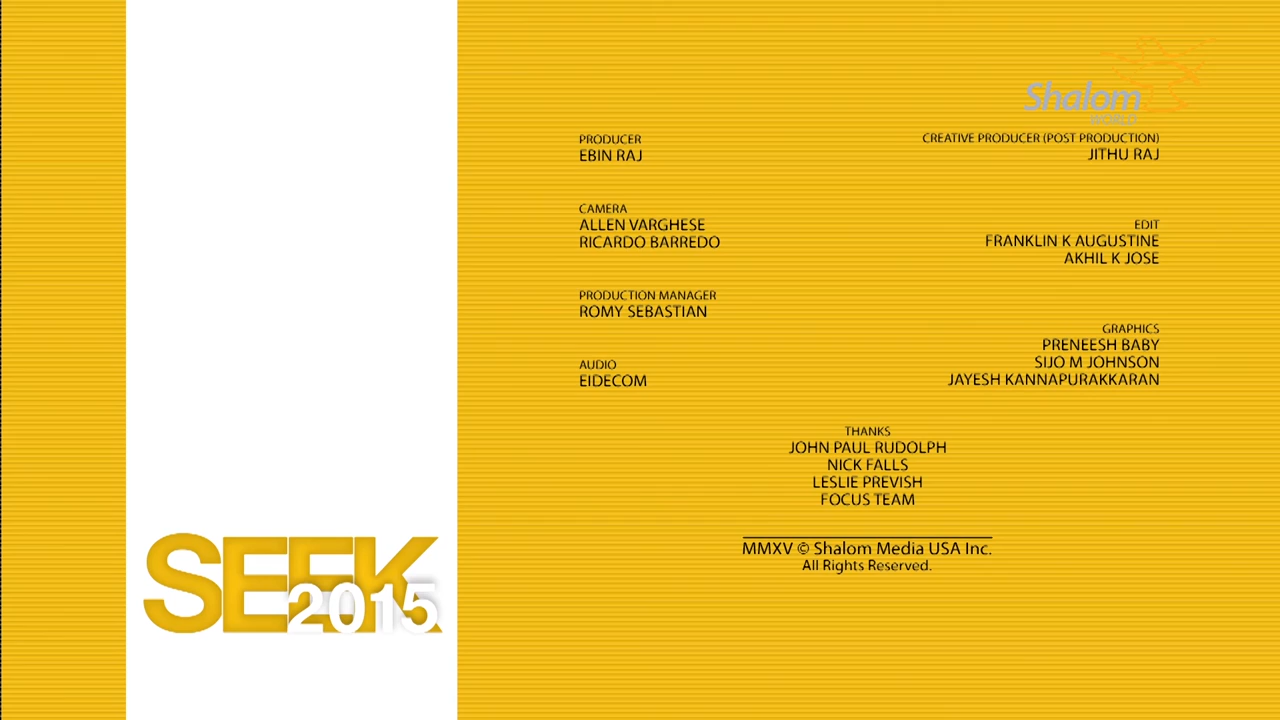 Shalom
WORLD
PRODUCER
EBIN RAJ
CREATIVE PRODUCER (POST PRODUCTION)
JITHU RAJ
CAMERA
ALLEN VARGHESE
RICARDO BARREDO
EDIT
FRANKLIN K AUGUSTINE
AKHIL K JOSE
PRODUCTION MANAGER
ROMY SEBASTIAN
GRAPHICS
PRENEESH BABY
SIJO M JOHNSON
JAYESH KANNAPURAKKARAN
AUDIO
EIDECOM
THANKS
JOHN PAUL RUDOLPH
NICK FALLS
LESLIE PREVISH
FOCUS TEAM
MMXV © Shalom Media USA Inc.
All Rights Reserved.
SEEK
2015